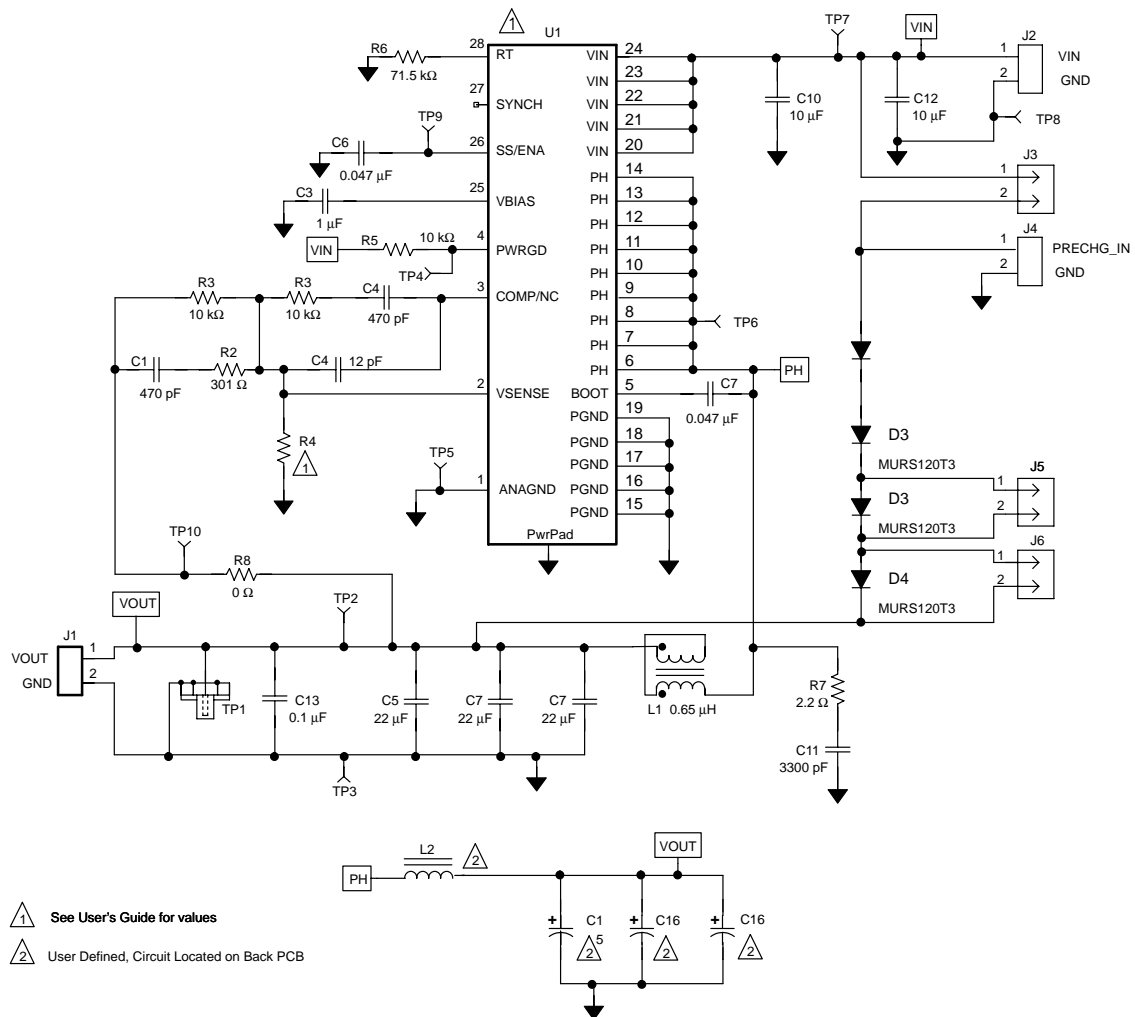 1
U1
R6
71.5 kΩ
28
RT
27
SYNCH
TP9
C6
0.047 μF
26
SS/ENA
C3
1 μF
25
VBIAS
VIN
R5
10 kΩ
4
PWRGD
TP4
R3
10 kΩ
R3
10 kΩ
C4
470 pF
3
COMP/NC
C1
470 pF
R2
301 Ω
C4
12 pF
2
VSENSE
R4
1
TP5
1
ANAGND
PwrPad
VIN
24
VIN
23
VIN
22
VIN
21
VIN
20
PH
14
PH
13
PH
12
PH
11
PH
10
PH
9
PH
8
PH
7
PH
6
BOOT
5
PGND
19
PGND
18
PGND
17
PGND
16
PGND
15
TP6
PH
C7
0.047 μF
TP7
VIN
C10
10 μF
C12
10 μF
J2
1
VIN
2
GND
TP8
J3
1
2
J4
1
PRECHG_IN
2
GND
D3
MURS120T3
D3
MURS120T3
D4
MURS120T3
J5
1
2
J6
1
2
TP10
R8
0 Ω
VOUT
TP2
J1
VOUT
1
GND
2
TP1
C13
0.1 μF
C5
22 μF
C7
22 μF
C7
22 μF
L1 0.65 μH
R7
2.2 Ω
C11
3300 pF
TP3
PH
L2
2
VOUT
C1
5
2
C16
2
C16
2
+
+
+
1 See User's Guide for values
2 User Defined, Circuit Located on Back PCB